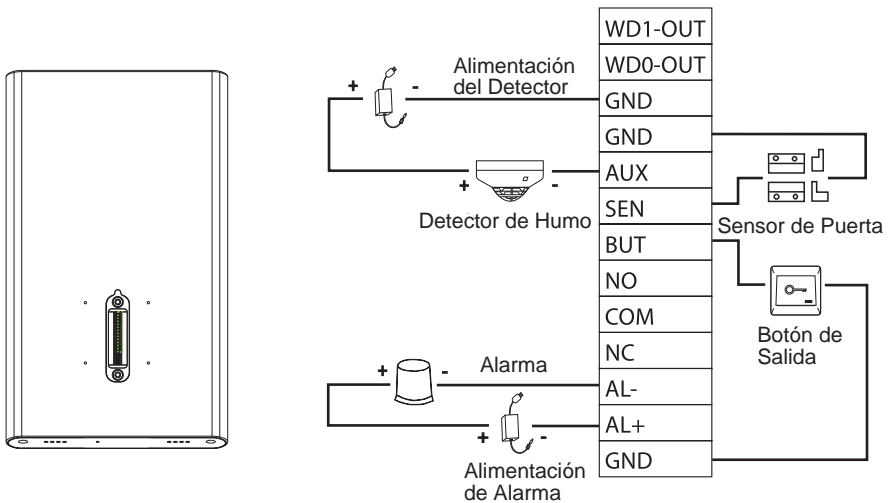 WD1-OUT
WD0-OUT
GND
GND
AUX
SEN
BUT
NO
COM
NC
AL-
AL+
GND
Alimentación
del Detector
+ -
+ -
Detector de Humo
Sensor de Puerta
Botón de
Salida
+ -
Alarma
+ -
Alimentación
de Alarma